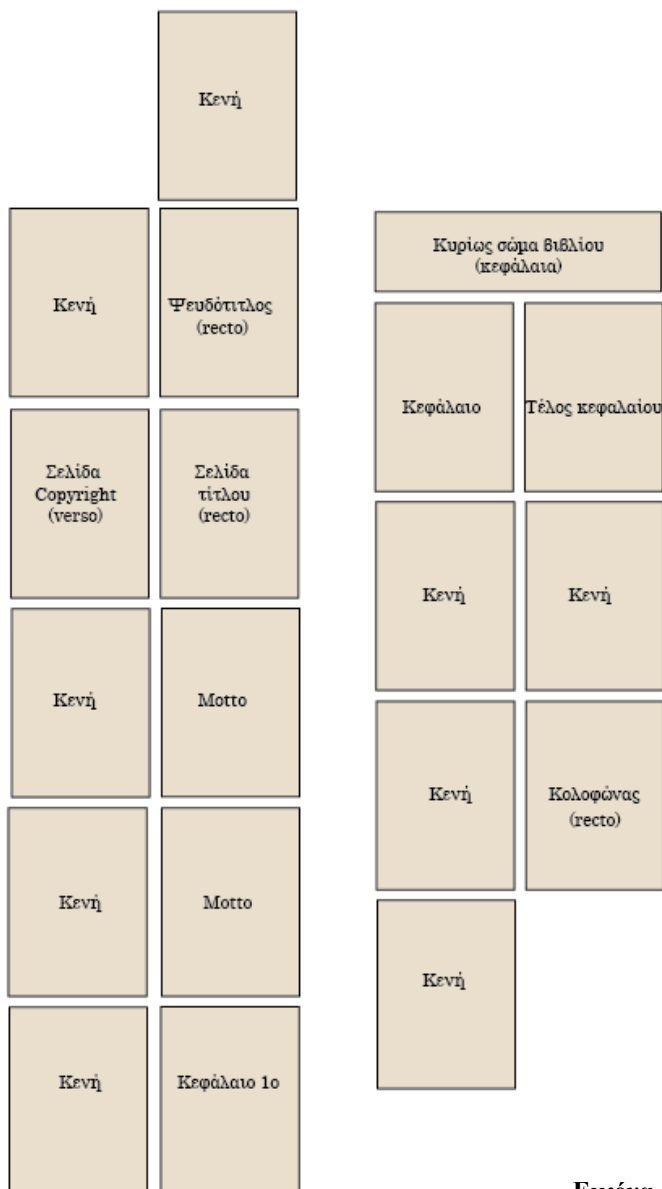 Κενή
Κενή
Ψευδότιτλος
(recto)
Σελίδα
Copyright
(verso)
Σελίδα
τίτλου
(recto)
Κενή
Motto
Κενή
Motto
Κενή
Κεφάλαιο 1ο
Κυρίως σώμα βιβλίου
(κεφάλαια)
Κεφάλαιο
Τέλος κεφαλαίου
Κενή
Κενή
Κενή
Κολοφώνας
(recto)
Κενή